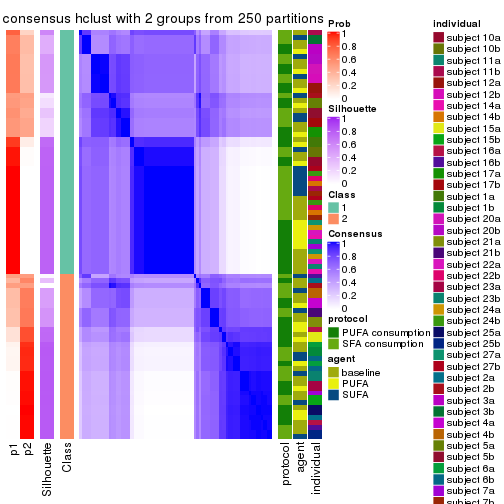 consensus hclust with 2 groups from 250 partitions
Prob
1
0.8
0.6
0.4
0.2
0
Silhouette
1
0.8
0.6
0.4
0.2
0
Class
1
2
Consensus
1
0.8
0.6
0.4
0.2
0
protocol
PUFA consumption
SFA consumption
agent
baseline
PUFA
SUFA
individual
subject 10a
subject 10b
subject 11a
subject 11b
subject 12a
subject 12b
subject 14a
subject 14b
subject 15a
subject 15b
subject 16a
subject 16b
subject 17a
subject 17b
subject 1a
subject 1b
subject 20a
subject 20b
subject 21a
subject 21b
subject 22a
subject 22b
subject 23a
subject 23b
subject 24a
subject 24b
subject 25a
subject 25b
subject 27a
subject 27b
subject 2a
subject 2b
subject 3a
subject 3b
subject 4a
subject 4b
subject 5a
subject 5b
subject 6a
subject 6b
subject 7a
subject 7b
p1
p2
Silhouette
Class
protocol
agent
individual